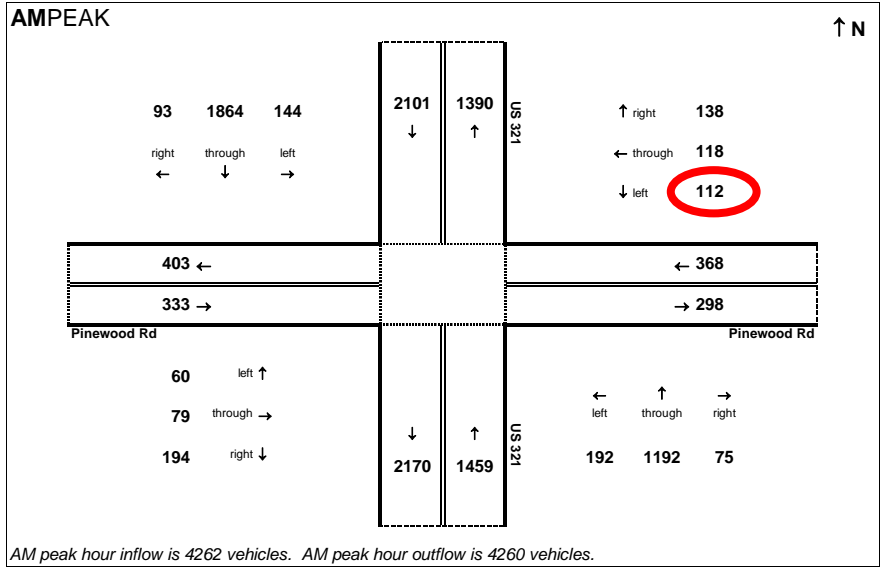 AMPEAK
↑ N
93 1864 144
right through left
← ↓ →
2101 1390
↓ ↑
US 321
↑ right 138
← through 118
↓ left 112
403 ←
← 368
333 →
→ 298
Pinewood Rd
Pinewood Rd
60 left ↑
79 through →
194 right ↓
↓ ↑
2170 1459
US 321
← ↑ →
left through right
192 1192 75
AM peak hour inflow is 4262 vehicles. AM peak hour outflow is 4260 vehicles.